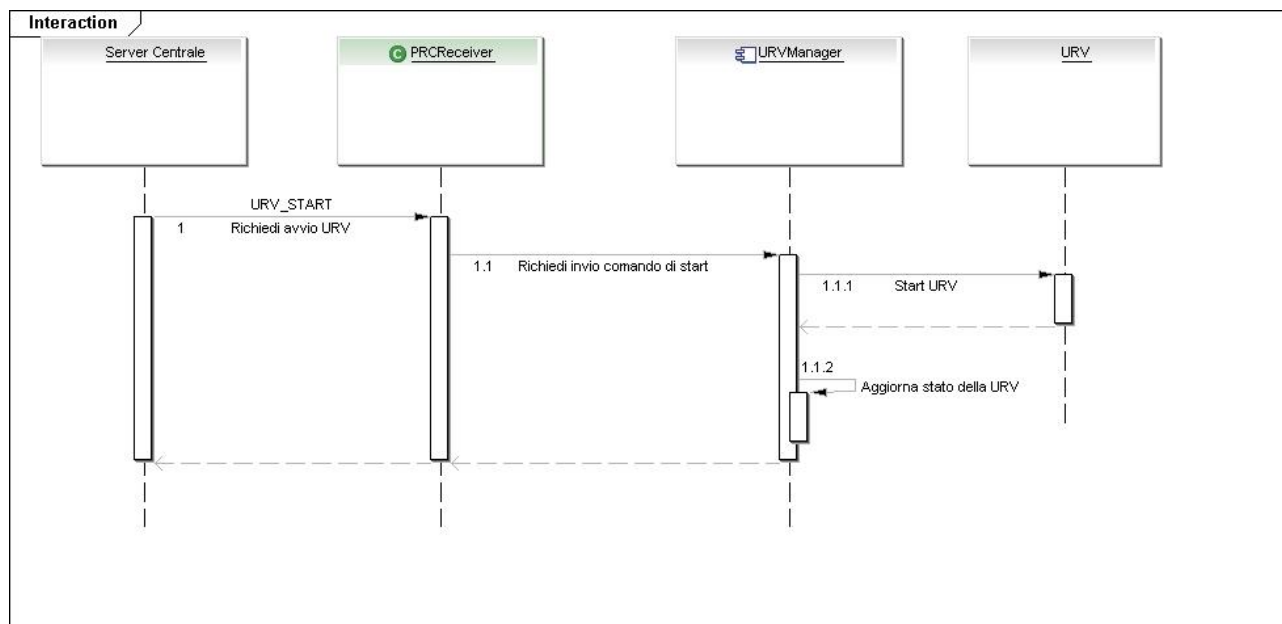 Interaction
Server Centrale
C PRCReceiver
URVManager
URV
URV_START
1 Richiedi avvio URV
1.1 Richiedi invio comando di start
1.1.1 Start URV
1.1.2
Aggiorna stato della URV